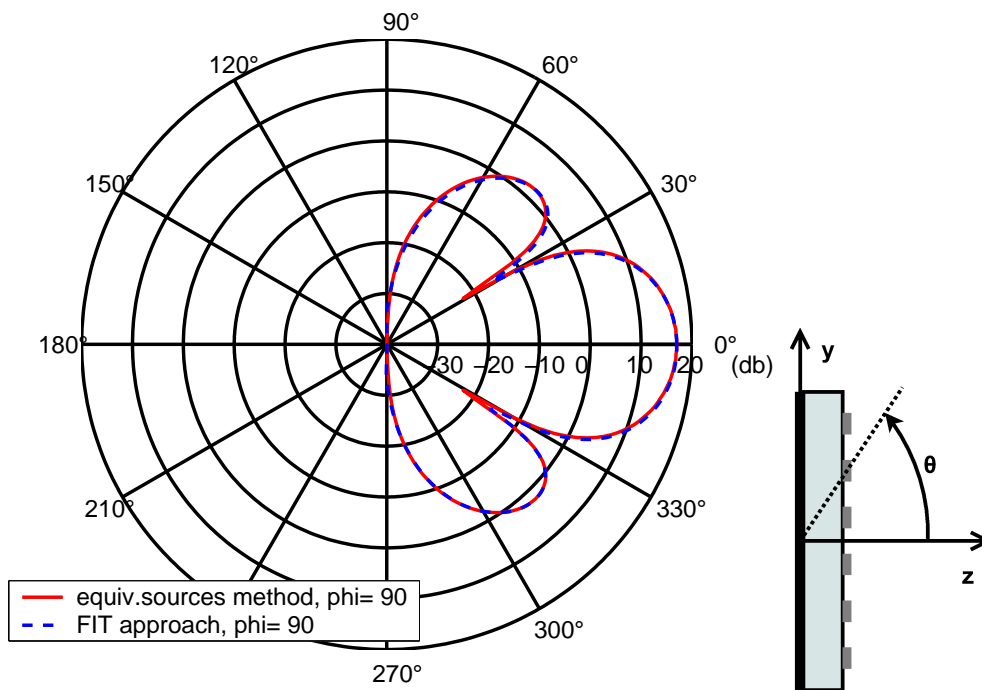 90°
120°
60°
150°
30°
180°
−30 −20 −10 0 10 20 (db)
0°
210°
330°
300°
270°
equiv.sources method, phi= 90
FIT approach, phi= 90
y
θ
z